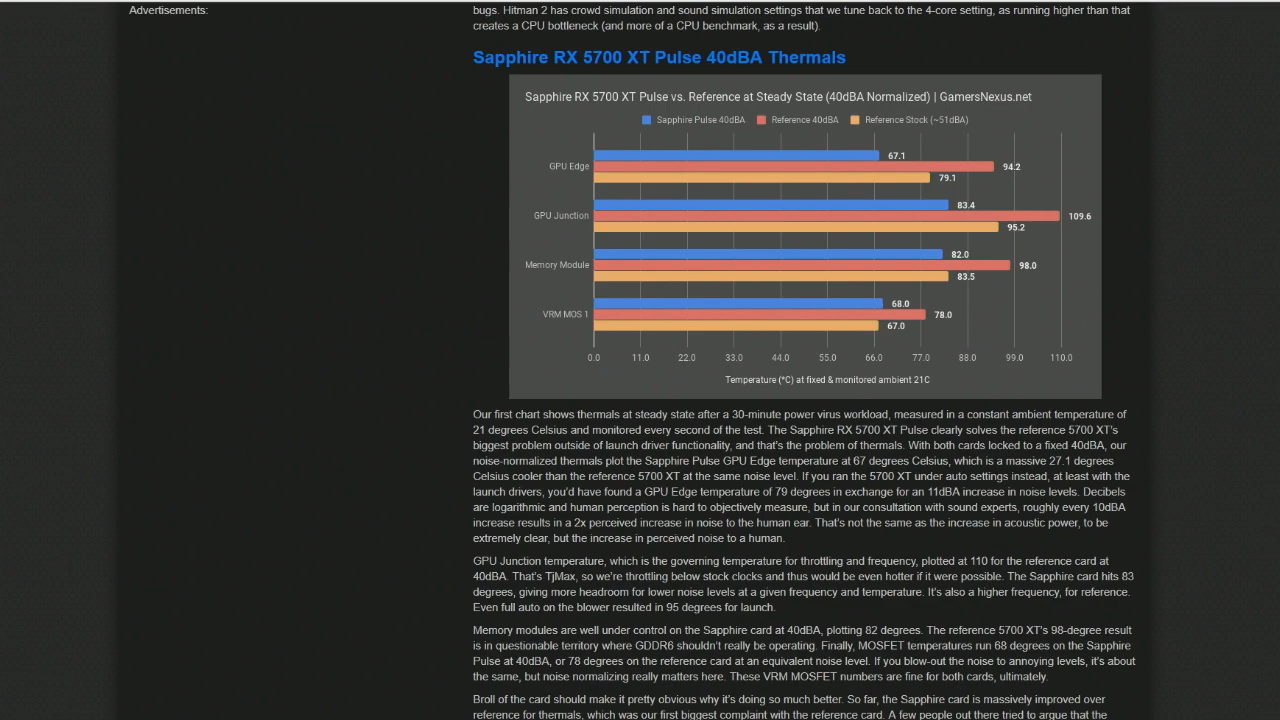 Advertisements:
bugs. Hitman 2 has crowd simulation and sound simulation settings that we tune back to the 4-core setting, as running higher than that
creates a CPU bottleneck (and more of a CPU benchmark, as a result).
Sapphire RX 5700 XT Pulse 40dBA Thermals
Sapphire RX 5700 XT Pulse vs. Reference at Steady State (40dBA Normalized) | GamersNexus.net
Sapphire Pulse 40dBA Reference 40dBA Reference Stock (~51dBA)
GPU Edge
67.1
94.2
79.1
GPU Junction
83.4
109.6
95.2
Memory Module
82.0
98.0
83.5
VRM MOS 1
68.0
78.0
67.0
0.0 11.0 22.0 33.0 44.0 55.0 66.0 77.0 88.0 99.0 110.0
Temperature (*C) at fixed & monitored ambient 21C
Our first chart shows thermals at steady state after a 30-minute power virus workload, measured in a constant ambient temperature of
21 degrees Celsius and monitored every second of the test. The Sapphire RX 5700 XT Pulse clearly solves the reference 5700 XT's
biggest problem outside of launch driver functionality, and that's the problem of thermals. With both cards locked to a fixed 40dBA, our
noise-normalized thermals plot the Sapphire Pulse GPU Edge temperature at 67 degrees Celsius, which is a massive 27.1 degrees
Celsius cooler than the reference 5700 XT at the same noise level. If you ran the 5700 XT under auto settings instead, at least with the
launch drivers, you'd have found a GPU Edge temperature of 79 degrees in exchange for an 11dBA increase in noise levels. Decibels
are logarithmic and human perception is hard to objectively measure, but in our consultation with sound experts, roughly every 10dBA
increase results in a 2x perceived increase in noise to the human ear. That's not the same as the increase in acoustic power, to be
extremely clear, but the increase in perceived noise to a human.
GPU Junction temperature, which is the governing temperature for throttling and frequency, plotted at 110 for the reference card at
40dBA. That's TjMax, so we're throttling below stock clocks and thus would be even hotter if it were possible. The Sapphire card hits 83
degrees, giving more headroom for lower noise levels at a given frequency and temperature. It's also a higher frequency, for reference.
Even full auto on the blower resulted in 95 degrees for launch.
Memory modules are well under control on the Sapphire card at 40dBA, plotting 82 degrees. The reference 5700 XT's 98-degree result
is in questionable territory where GDDR6 shouldn't really be operating. Finally, MOSFET temperatures run 68 degrees on the Sapphire
Pulse at 40dBA, or 78 degrees on the reference card at an equivalent noise level. If you blow-out the noise to annoying levels, it's about
the same, but noise normalizing really matters here. These VRM MOSFET numbers are fine for both cards, ultimately.
Broll of the card should make it pretty obvious why it's doing so much better. So far, the Sapphire card is massively improved over
reference for thermals, which was our first biggest complaint with the reference card. A few people out there tried to argue that the